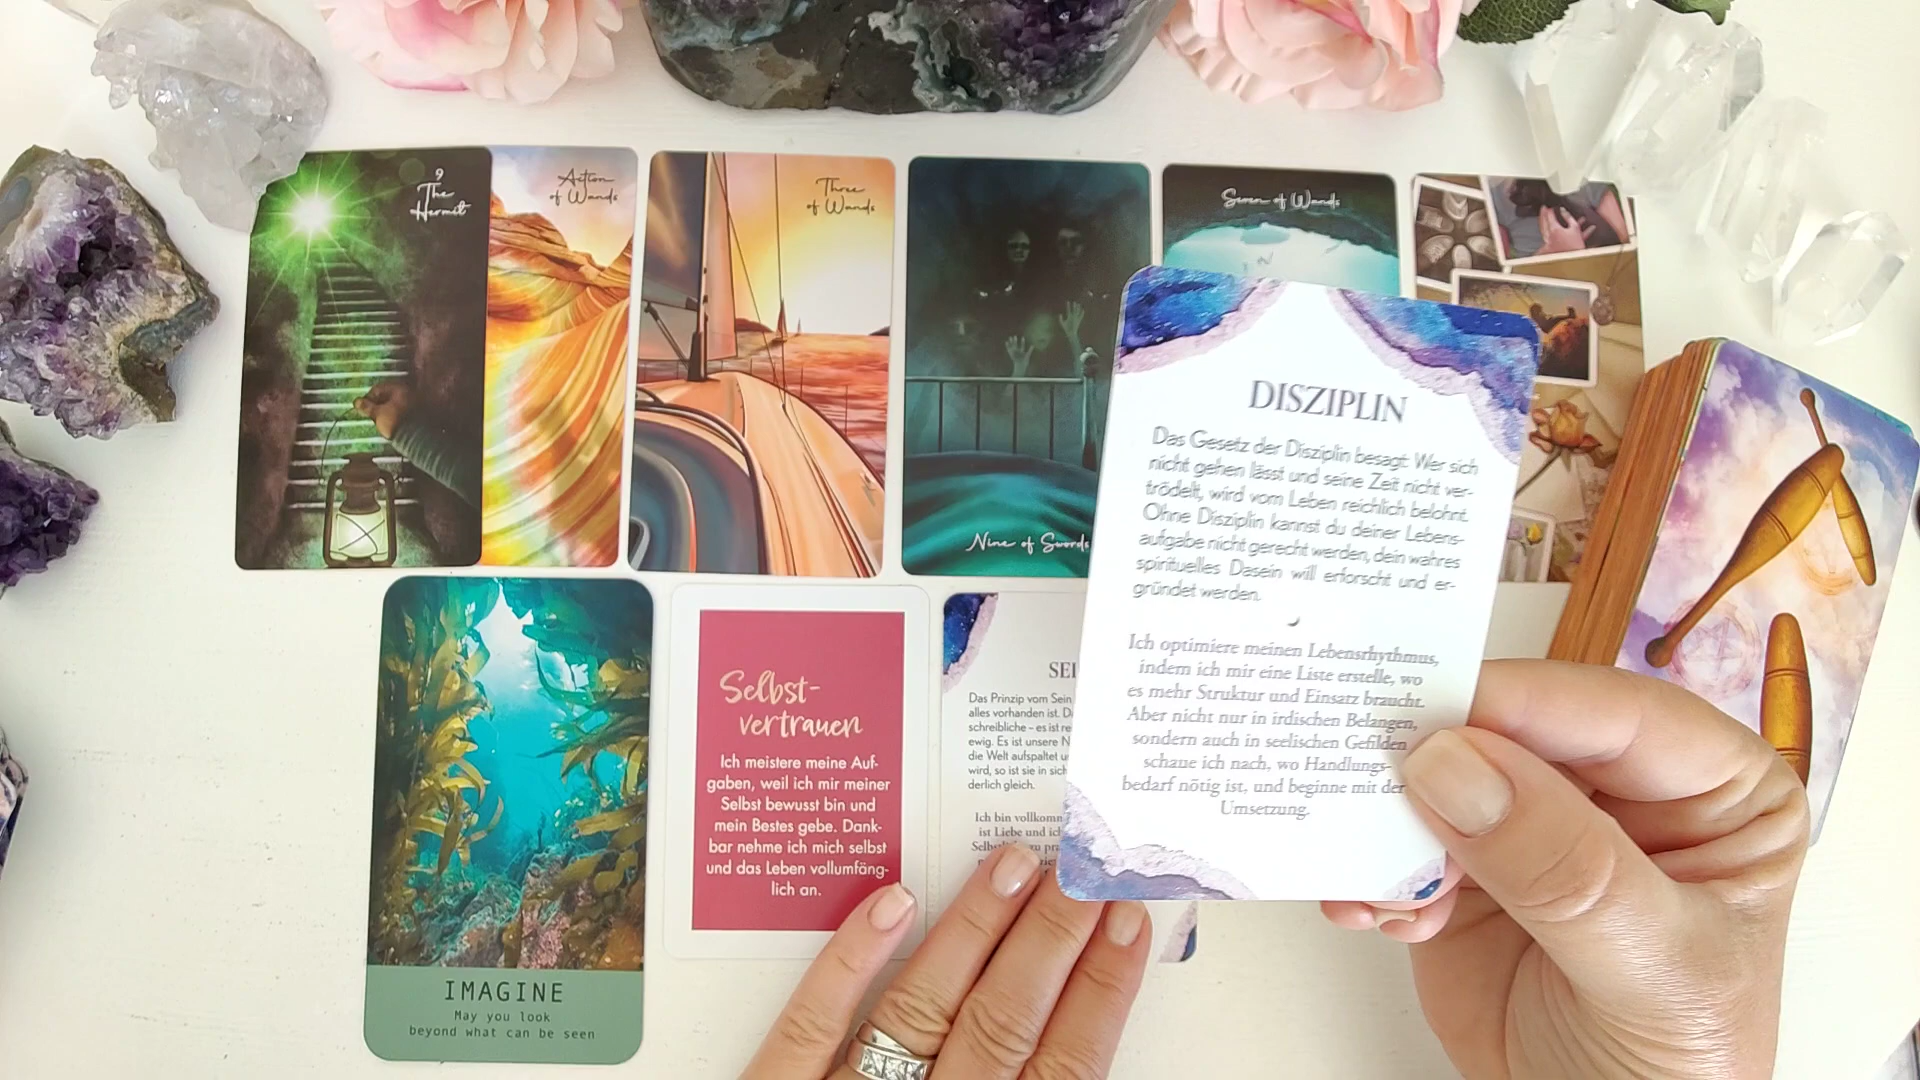 9
The
Hermit
Action
of Wands
Three
of Wands
Nine of Swords
Seven of Wands
IMAGINE
May you look
beyond what can be seen
Selbst-
vertrauen
Ich meistere meine Auf-
gaben, weil ich mir meiner
Selbst bewusst bin und
mein Bestes gebe. Dank-
bar nehme ich mich selbst
und das Leben vollumfäng-
lich an.
Das Prinzip vom Sein
alles vorhanden ist.
schreibliche – es ist
ewig. Es ist unsere
die Welt aufspaltet
wird, so ist sie in sich
derlich gleich.
Ich bin vollkomm
ist Liebe und
DISZIPLIN
Das Gesetz der Disziplin besagt: Wer sich
nicht gehen lässt und seine Zeit nicht ver-
trödelt, wird vom Leben reichlich belohnt.
Ohne Disziplin kannst du deiner Lebens-
aufgabe nicht gerecht werden, dein wahres
spirituelles Dasein will erforscht und er-
gründet werden.
Ich optimiere meinen Lebensrhythmus,
indem ich mir eine Liste erstelle, wo
es mehr Struktur und Einsatz braucht.
Aber nicht nur in irdischen Belangen,
sondern auch in seelischen Gefilden
schaue ich nach, wo Handlungs-
bedarf nötig ist, und beginne mit der
Umsetzung.